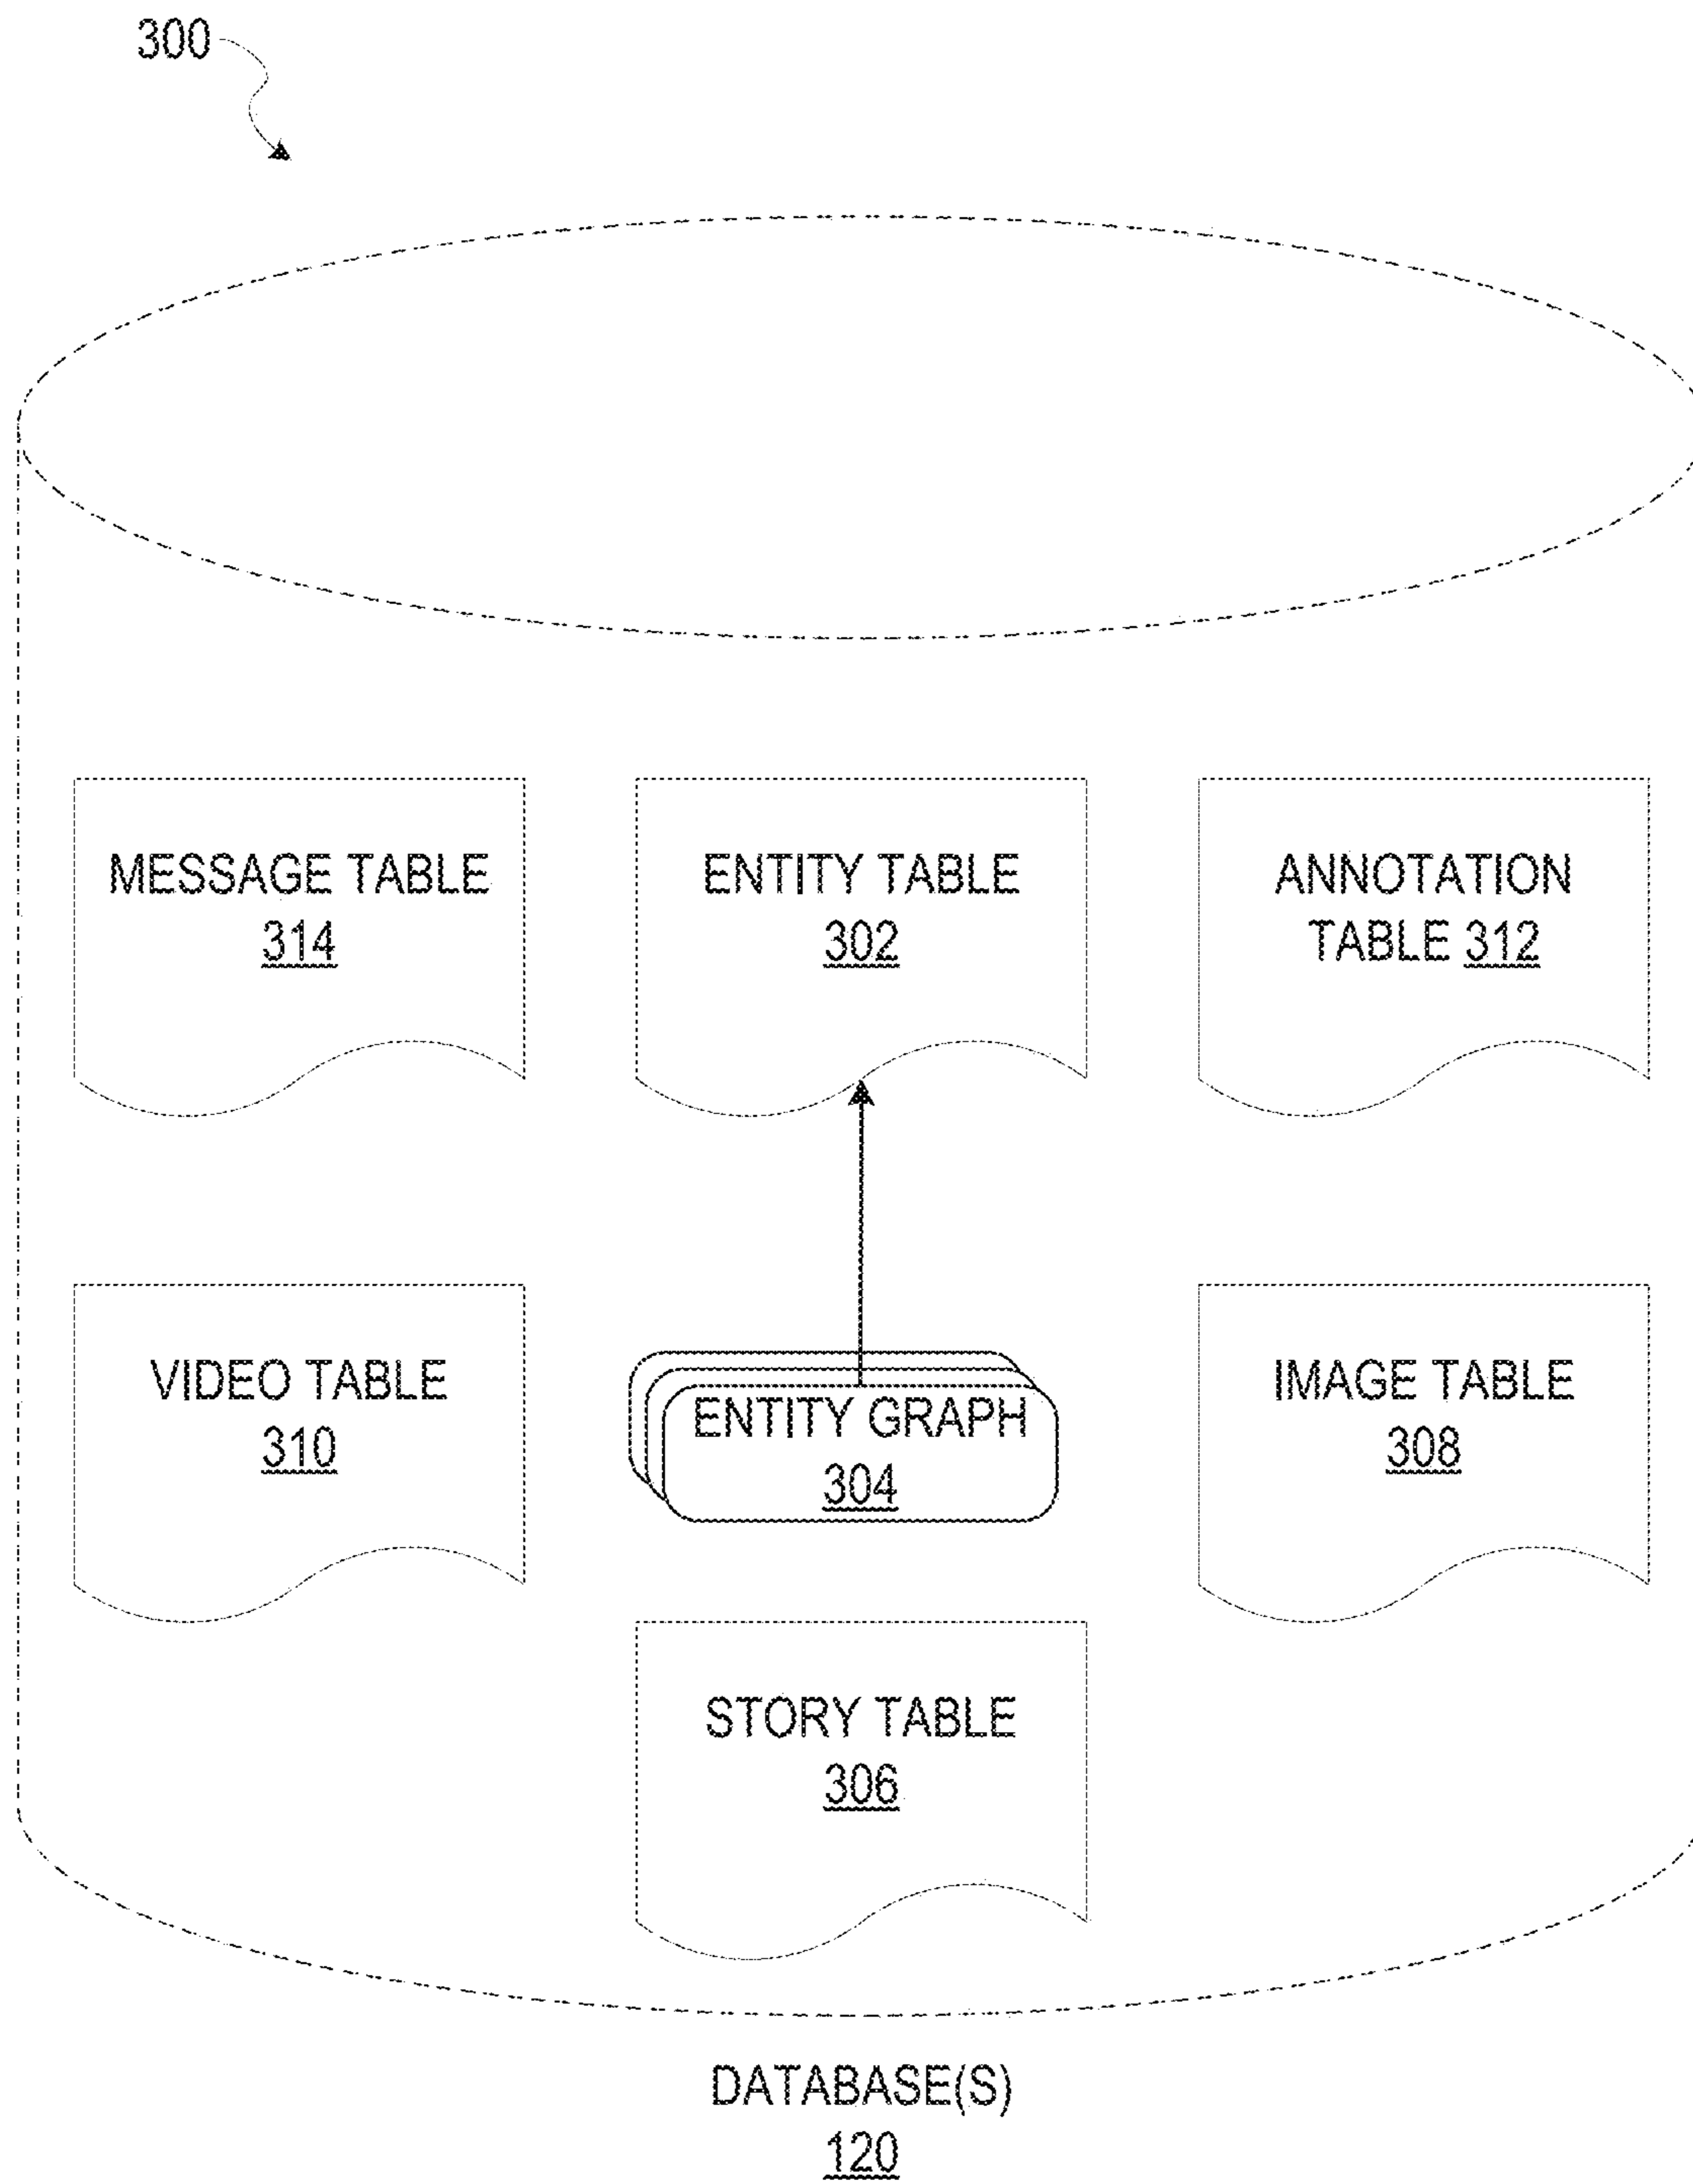 300
MESSAGE TABLE
314
ENTITY TABLE
302
ANNOTATION
TABLE 312
VIDEO TABLE
310
ENTITY GRAPH
304
IMAGE TABLE
308
STORY TABLE
306
DATABASE(S)
120